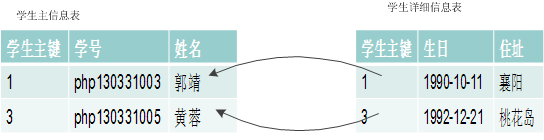 学生主信息表
学生主键 学号 姓名
1 php130331003 郭靖
3 php130331005 黄蓉
学生详细信息表
学生主键 生日 住址
1 1990-10-11 襄阳
3 1992-12-21 桃花岛